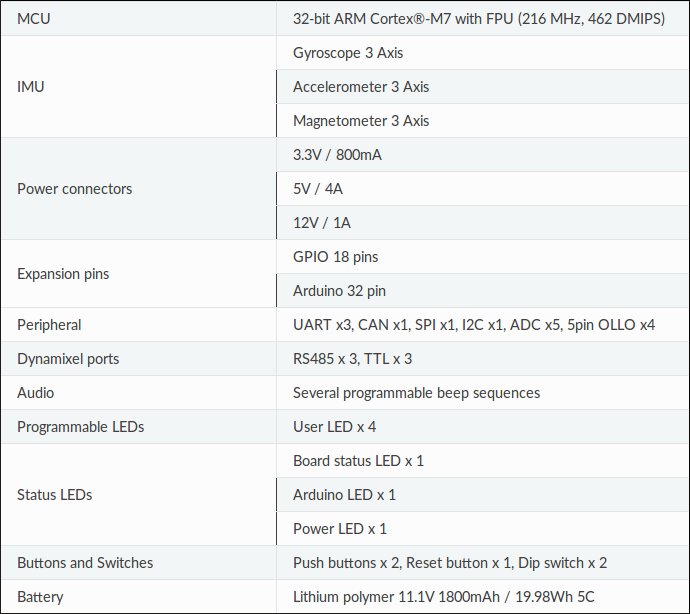 MCU
32-bit ARM Cortex®-M7 with FPU (216 MHz, 462 DMIPS)
IMU
Gyroscope 3 Axis
Accelerometer 3 Axis
Magnetometer 3 Axis
Power connectors
3.3V / 800mA
5V / 4A
12V / 1A
Expansion pins
GPIO 18 pins
Arduino 32 pin
Peripheral
UART x3, CAN x1, SPI x1, I2C x1, ADC x5, 5pin OLLO x4
Dynamixel ports
RS485 x 3, TTL x 3
Audio
Several programmable beep sequences
Programmable LEDs
User LED x 4
Status LEDs
Board status LED x 1
Arduino LED x 1
Power LED x 1
Buttons and Switches
Push buttons x 2, Reset button x 1, Dip switch x 2
Battery
Lithium polymer 11.1V 1800mAh / 19.98Wh 5C